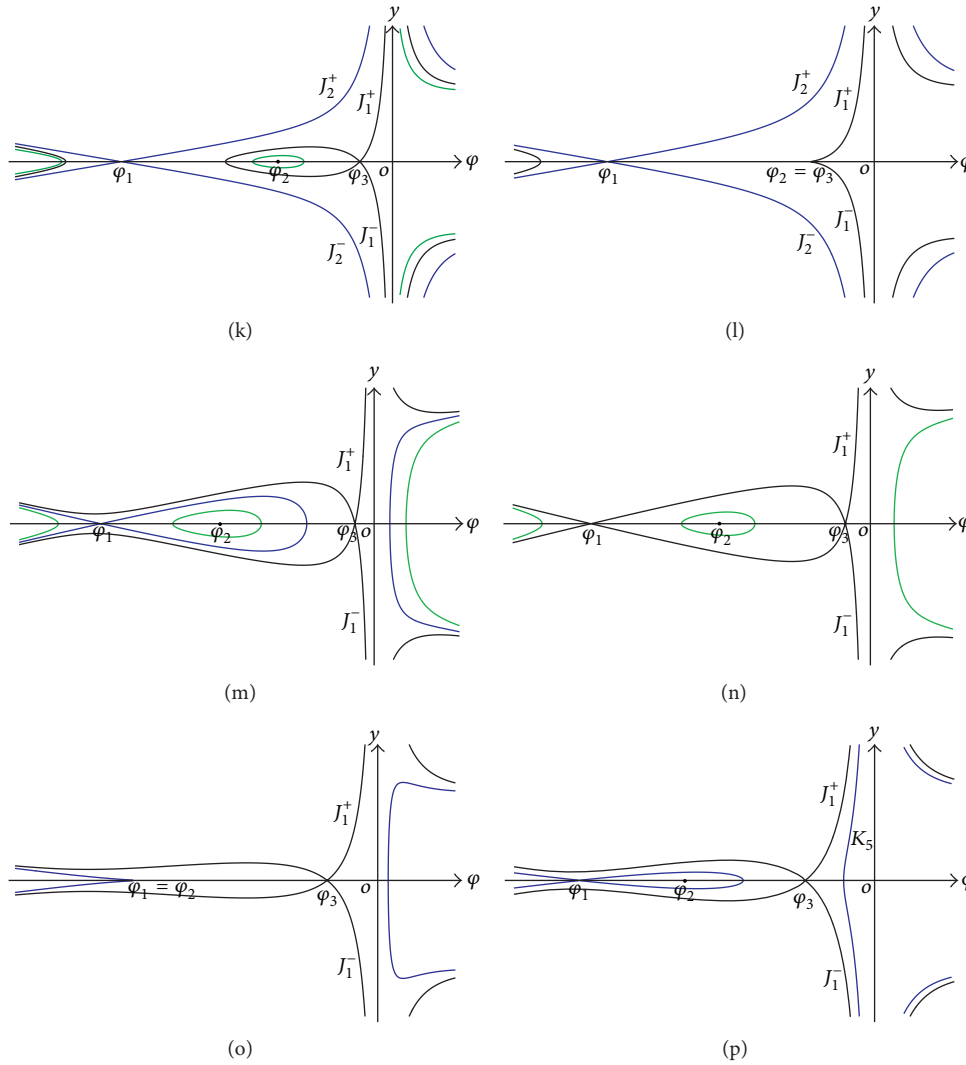 y
J₂⁺
J₁⁺
φ₁
φ₂
φ₃
o
φ
J₁⁻
J₂⁻
(k)
y
J₂⁺
J₁⁺
φ₁
φ₂ = φ₃
o
φ
J₁⁻
J₂⁻
(l)
y
J₁⁺
φ₁
φ₂
φ₃
o
φ
J₁⁻
(m)
y
J₁⁺
φ₁
φ₂
φ₃
o
φ
J₁⁻
(n)
y
J₁⁺
φ₁ = φ₂
φ₃
o
φ
J₁⁻
(o)
y
J₁⁺
K₅
φ₁
φ₂
φ₃
o
φ
J₁⁻
(p)